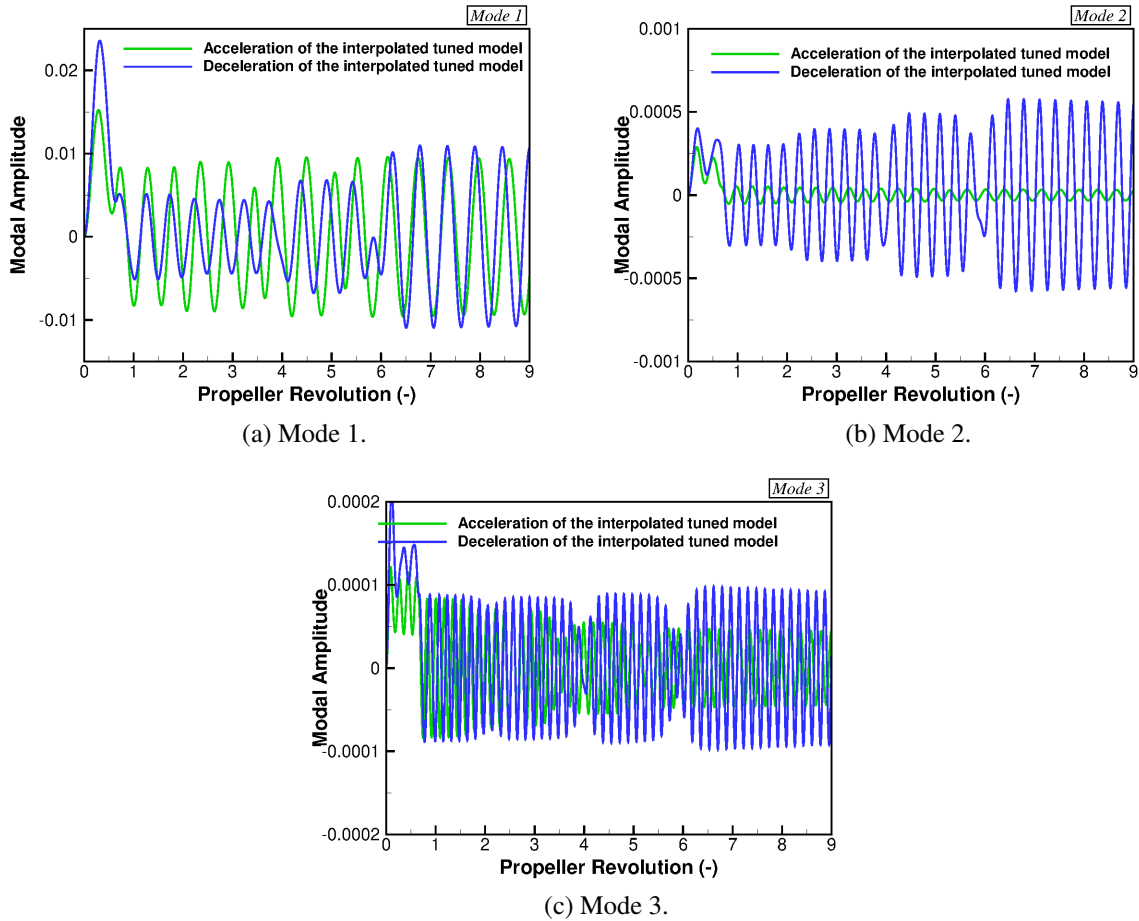 Mode 1
Acceleration of the interpolated tuned model
Deceleration of the interpolated tuned model
0.02
0.01
0
-0.01
Modal Amplitude
0 1 2 3 4 5 6 7 8 9
Propeller Revolution (-)
(a) Mode 1.
Mode 2
0.001
Acceleration of the interpolated tuned model
Deceleration of the interpolated tuned model
0.0005
0
-0.0005
-0.001
Modal Amplitude
0 1 2 3 4 5 6 7 8 9
Propeller Revolution (-)
(b) Mode 2.
Mode 3
0.0002
Acceleration of the interpolated tuned model
Deceleration of the interpolated tuned model
0.0001
0
-0.0001
-0.0002
Modal Amplitude
0 1 2 3 4 5 6 7 8 9
Propeller Revolution (-)
(c) Mode 3.